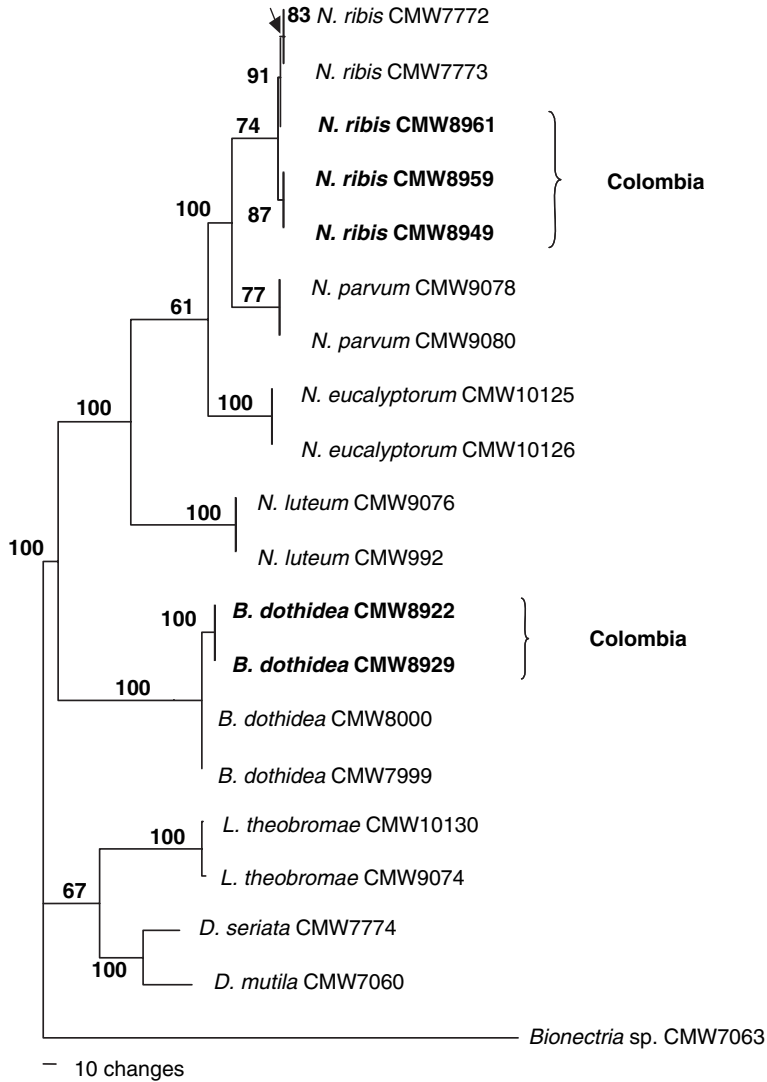 83 N. ribis CMW7772
N. ribis CMW7773
91
N. ribis CMW8961
74
N. ribis CMW8959
Colombia
100
87
N. ribis CMW8949
N. parvum CMW9078
77
61
N. parvum CMW9080
N. eucalyptorum CMW10125
100
100
N. eucalyptorum CMW10126
N. luteum CMW9076
100
100
N. luteum CMW992
B. dothidea CMW8922
100
Colombia
B. dothidea CMW8929
100
B. dothidea CMW8000
B. dothidea CMW7999
L. theobromae CMW10130
100
L. theobromae CMW9074
67
D. seriata CMW7774
100
D. mutila CMW7060
Bionectria sp. CMW7063
10 changes